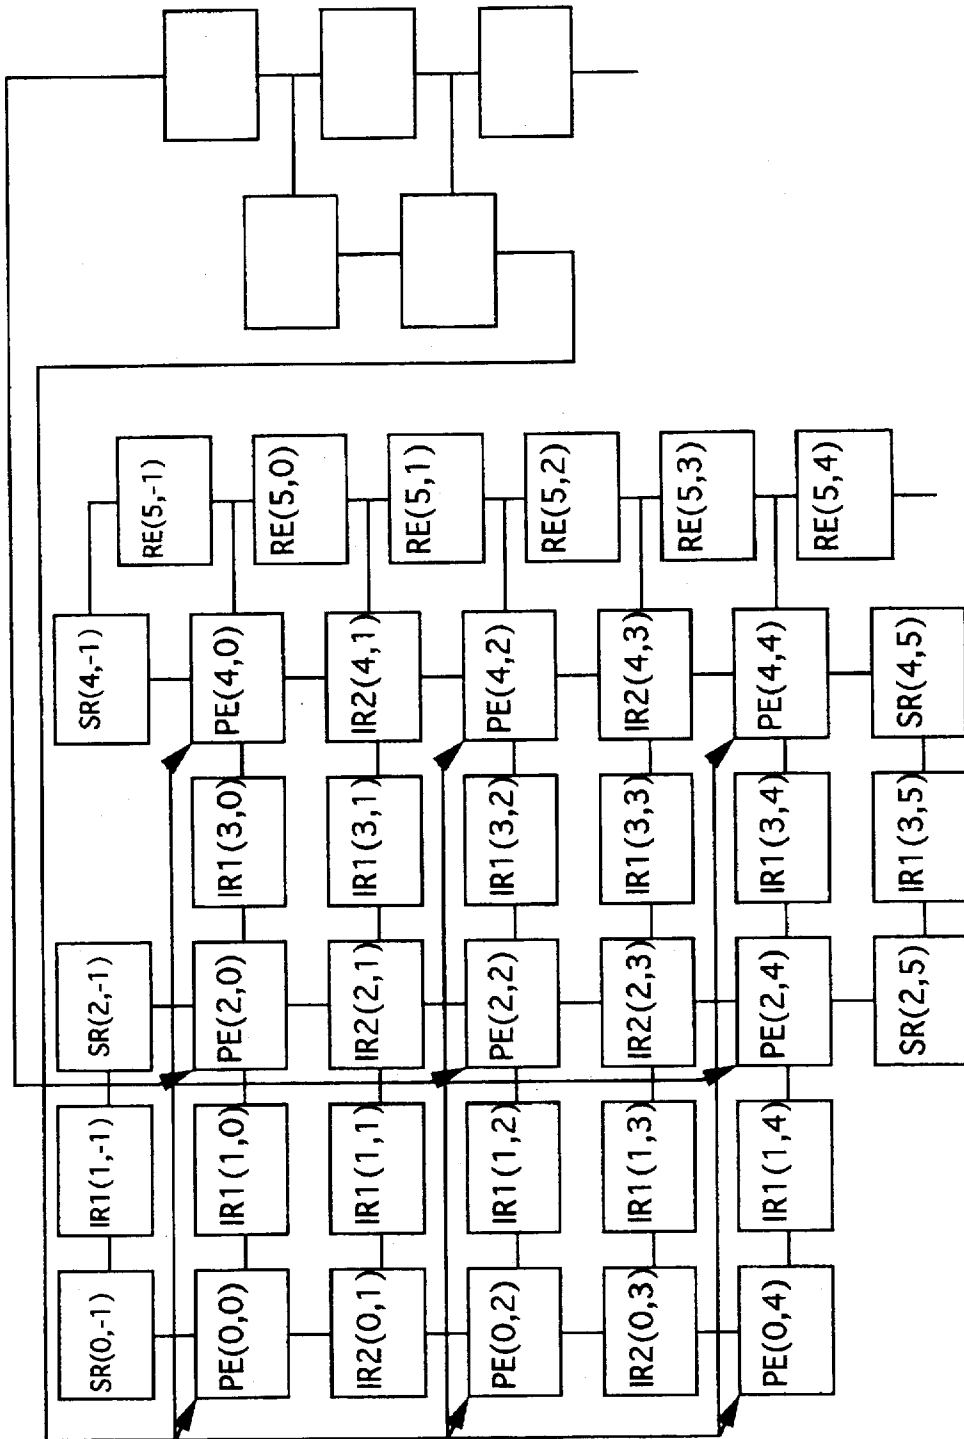 SR(0,-1)
IR1(1,-1)
SR(2,-1)
SR(4,-1)
RE(5,-1)
PE(0,0)
IR1(1,0)
PE(2,0)
IR1(3,0)
PE(4,0)
RE(5,0)
IR2(0,1)
IR1(1,1)
IR2(2,1)
IR1(3,1)
IR2(4,1)
RE(5,1)
PE(0,2)
IR1(1,2)
PE(2,2)
IR1(3,2)
PE(4,2)
RE(5,2)
IR2(0,3)
IR1(1,3)
IR2(2,3)
IR1(3,3)
IR2(4,3)
RE(5,3)
PE(0,4)
IR1(1,4)
PE(2,4)
IR1(3,4)
PE(4,4)
RE(5,4)
SR(2,5)
IR1(3,5)
SR(4,5)